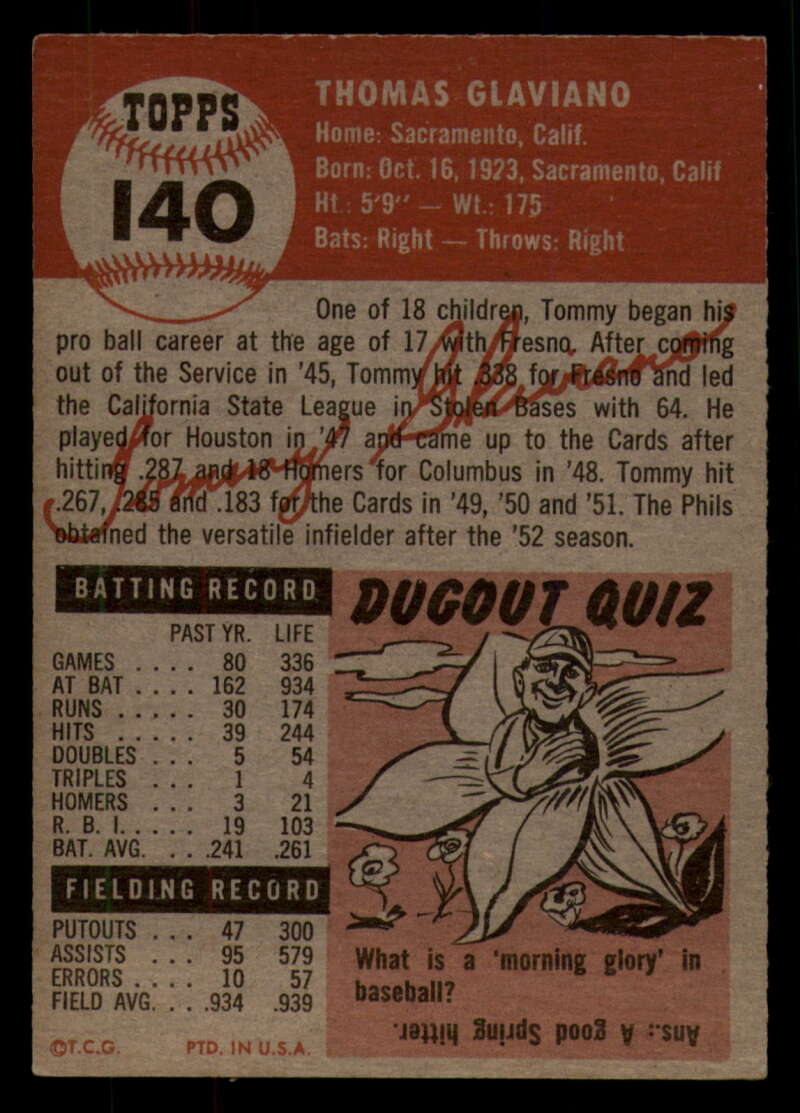 TOPPS
140
THOMAS GLAVIANO
Home: Sacramento, Calif.
Born: Oct. 16, 1923, Sacramento, Calif
Ht.: 5'9" — Wt.: 175
Bats: Right — Throws: Right
One of 18 children, Tommy began his
pro ball career at the age of 17 with Fresno. After coming
out of the Service in '45, Tommy hit .338 for Fresno and led
the California State League in Stolen Bases with 64. He
played for Houston in '47 and came up to the Cards after
hitting .287 and 18 Homers for Columbus in '48. Tommy hit
.267, .285 and .183 for the Cards in '49, '50 and '51. The Phils
obtained the versatile infielder after the '52 season.
BATTING RECORD
PAST YR. LIFE
GAMES .... 80 336
AT BAT .... 162 934
RUNS ..... 30 174
HITS ..... 39 244
DOUBLES ... 5 54
TRIPLES ... 1 4
HOMERS ... 3 21
R. B. I. .... 19 103
BAT. AVG. ... .241 .261
FIELDING RECORD
PUTOUTS ... 47 300
ASSISTS ... 95 579
ERRORS .... 10 57
FIELD AVG. ... .934 .939
©T.C.G. PTD. IN U.S.A.
DUGOUT QUIZ
What is a 'morning glory' in
baseball?
Ans.: A good Spring hitter.